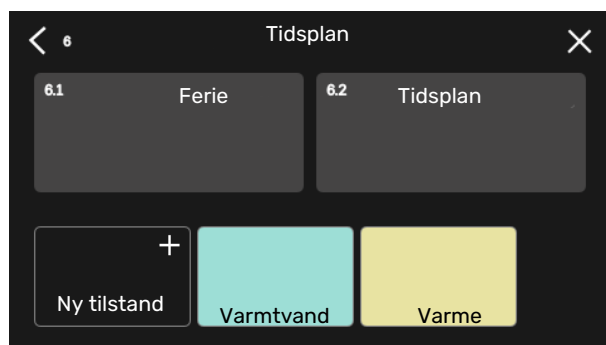 6 Tidsplan
6.1 Ferie
6.2 Tidsplan
Ny tilstand
Varmtvand
Varme